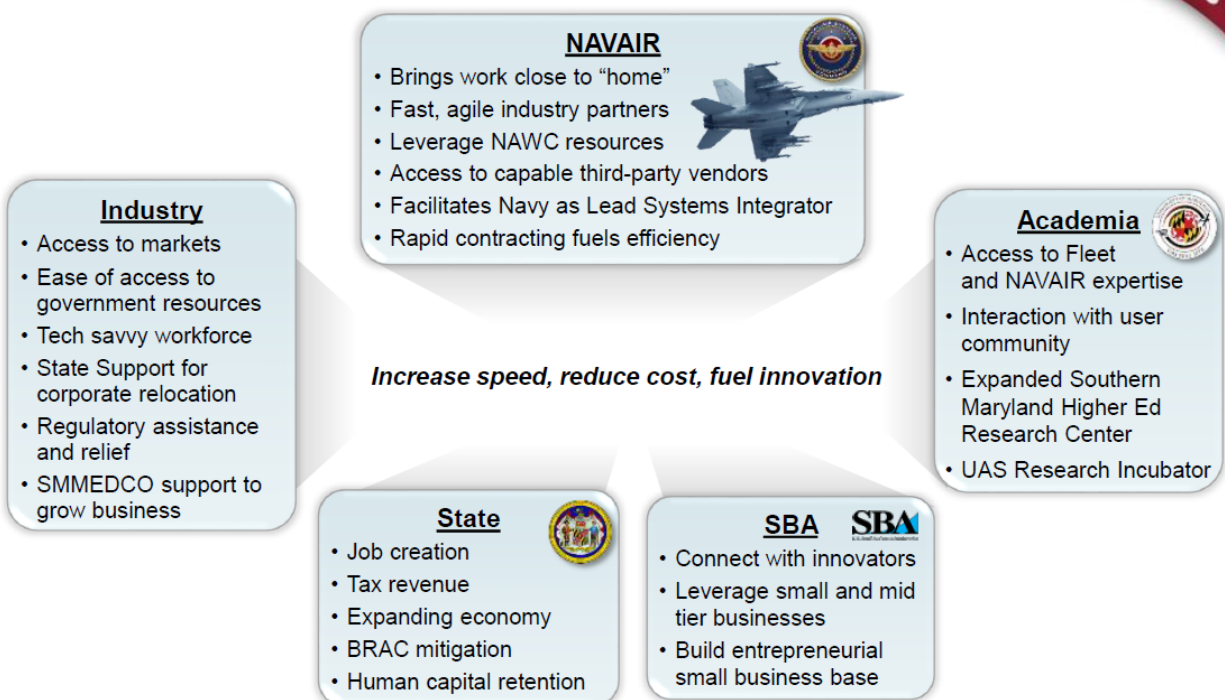 NAVAIR
• Brings work close to “home”
• Fast, agile industry partners
• Leverage NAWC resources
• Access to capable third-party vendors
• Facilitates Navy as Lead Systems Integrator
• Rapid contracting fuels efficiency
Industry
• Access to markets
• Ease of access to
government resources
• Tech savvy workforce
• State Support for
corporate relocation
• Regulatory assistance
and relief
• SMMEDCO support to
grow business
Increase speed, reduce cost, fuel innovation
Academia
• Access to Fleet
and NAVAIR expertise
• Interaction with user
community
• Expanded Southern
Maryland Higher Ed
Research Center
• UAS Research Incubator
State
• Job creation
• Tax revenue
• Expanding economy
• BRAC mitigation
• Human capital retention
SBA
SBA
• Connect with innovators
• Leverage small and mid
tier businesses
• Build entrepreneurial
small business base